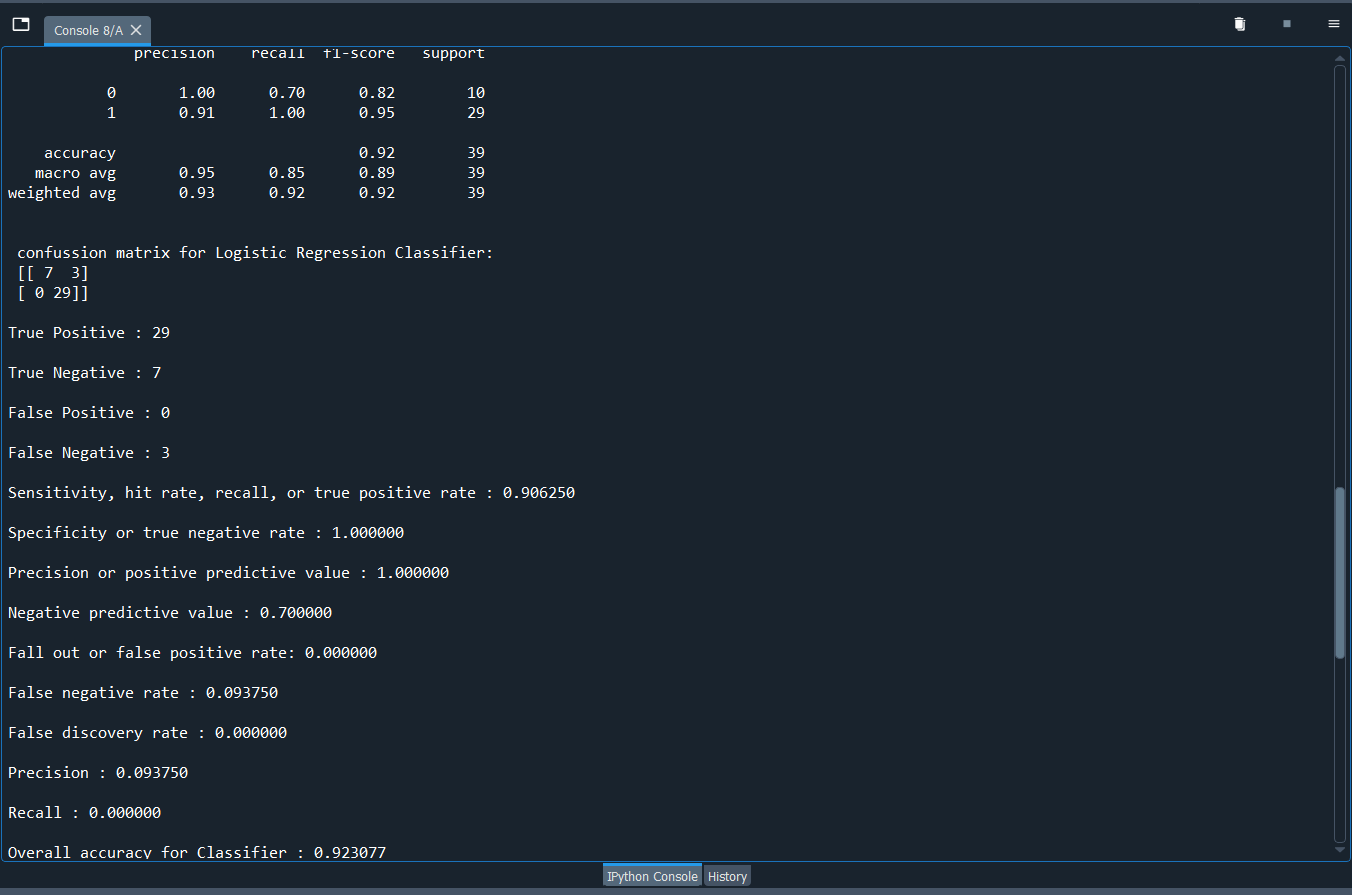 Console 8/A
precision recall f1-score support
0 1.00 0.70 0.82 10
1 0.91 1.00 0.95 29
accuracy 0.92 39
macro avg 0.95 0.85 0.89 39
weighted avg 0.93 0.92 0.92 39
confussion matrix for Logistic Regression Classifier:
[[ 7 3]
[ 0 29]]
True Positive : 29
True Negative : 7
False Positive : 0
False Negative : 3
Sensitivity, hit rate, recall, or true positive rate : 0.906250
Specificity or true negative rate : 1.000000
Precision or positive predictive value : 1.000000
Negative predictive value : 0.700000
Fall out or false positive rate: 0.000000
False negative rate : 0.093750
False discovery rate : 0.000000
Precision : 0.093750
Recall : 0.000000
Overall accuracy for Classifier : 0.923077
IPython Console History